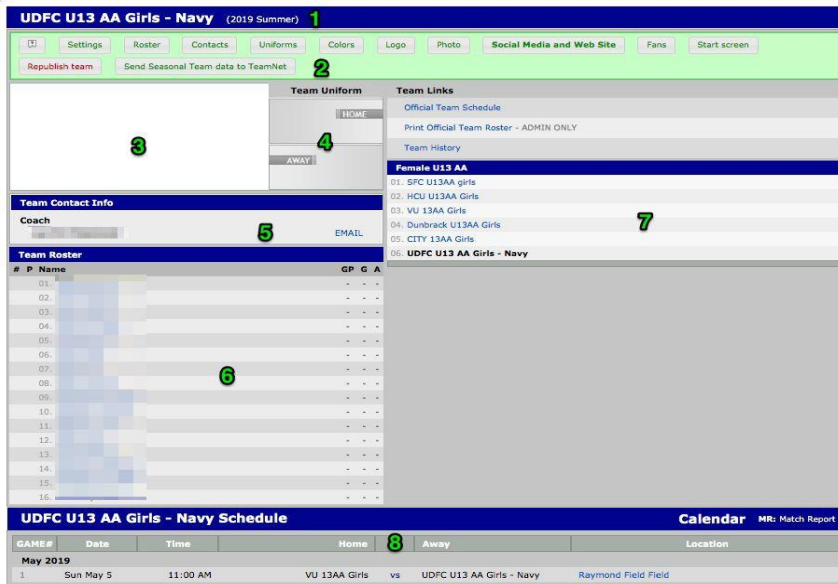 UDFC U13 AA Girls - Navy (2019 Summer) 1
Settings Roster Contacts Uniforms Colors Logo Photo Social Media and Web Site Fans Start screen
Republish team Send Seasonal Team data to TeamNet 2
3
Team Uniform
HOME
4
AWAY
Team Links
Official Team Schedule
Print Official Team Roster - ADMIN ONLY
Team History
Female U13 AA
01. SFC U13AA girls
02. HCU U13AA Girls
03. VU 13AA Girls
04. Dunbrack U13AA Girls
05. CITY 13AA Girls
06. UDFC U13 AA Girls - Navy
7
Team Contact Info
Coach
5 EMAIL
Team Roster
# P Name GP G A
01. - - -
02. - - -
03. - - -
04. - - -
05. - - -
06. - - -
07. - - -
08. - - -
6
09. - - -
10. - - -
11. - - -
12. - - -
13. - - -
14. - - -
15. - - -
16. - - -
UDFC U13 AA Girls - Navy Schedule Calendar MR: Match Report
GAME# Date Time Home 8 Away Location
May 2019
1 Sun May 5 11:00 AM VU 13AA Girls vs UDFC U13 AA Girls - Navy Raymond Field Field